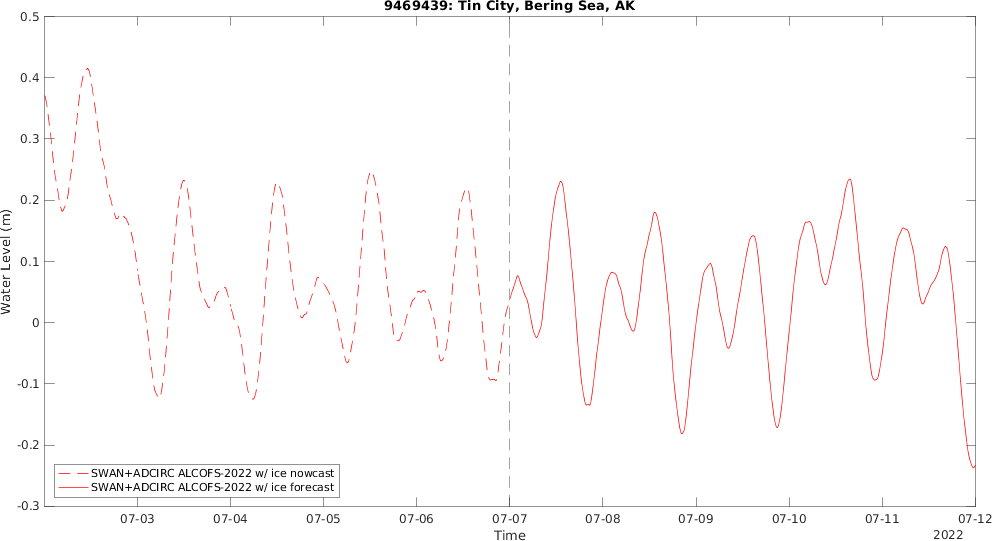 9469439: Tin City, Bering Sea, AK
0.5
0.4
0.3
0.2
0.1
0
-0.1
-0.2
-0.3
Water Level (m)
SWAN+ADCIRC ALCOFS-2022 w/ ice nowcast
SWAN+ADCIRC ALCOFS-2022 w/ ice forecast
07-03 07-04 07-05 07-06 07-07 07-08 07-09 07-10 07-11 07-12
Time
2022